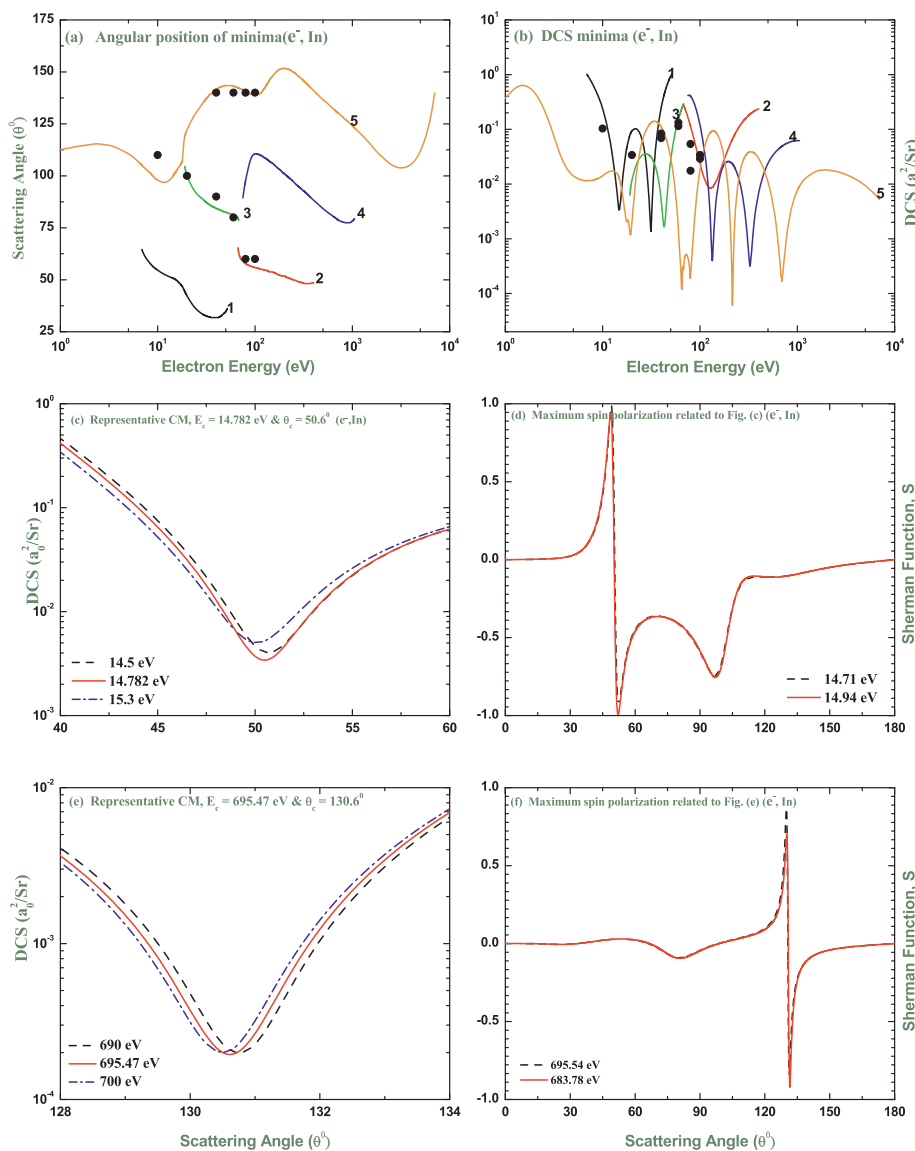 (a) Angular position of minima(e⁻, In)
Scattering Angle (θ⁰)
175
150
125
100
75
50
25
1
2
3
4
5
10⁰ 10¹ 10² 10³ 10⁴
Electron Energy (eV)
(b) DCS minima (e⁻, In)
10¹
10⁰
10⁻¹
10⁻²
10⁻³
10⁻⁴
1
2
3
4
5
DCS (a²/Sr)
10⁰ 10¹ 10² 10³ 10⁴
Electron Energy (eV)
(c) Representative CM, E_c = 14.782 eV & θ_c = 50.6⁰ (e⁻,In)
DCS (a₀²/Sr)
10⁰
10⁻¹
10⁻²
10⁻³
14.5 eV
14.782 eV
15.3 eV
40 45 50 55 60
(d) Maximum spin polarization related to Fig. (c) (e⁻, In)
1.0
0.5
0.0
-0.5
-1.0
Sherman Function, S
14.71 eV
14.94 eV
0 30 60 90 120 150 180
(e) Representative CM, E_c = 695.47 eV & θ_c = 130.6⁰
DCS (a₀²/Sr)
10⁻²
10⁻³
10⁻⁴
690 eV
695.47 eV
700 eV
128 130 132 134
Scattering Angle (θ⁰)
(f) Maximum spin polarization related to Fig. (e) (e⁻, In)
1.0
0.5
0.0
-0.5
-1.0
Sherman Function, S
695.54 eV
683.78 eV
0 30 60 90 120 150 180
Scattering Angle (θ⁰)